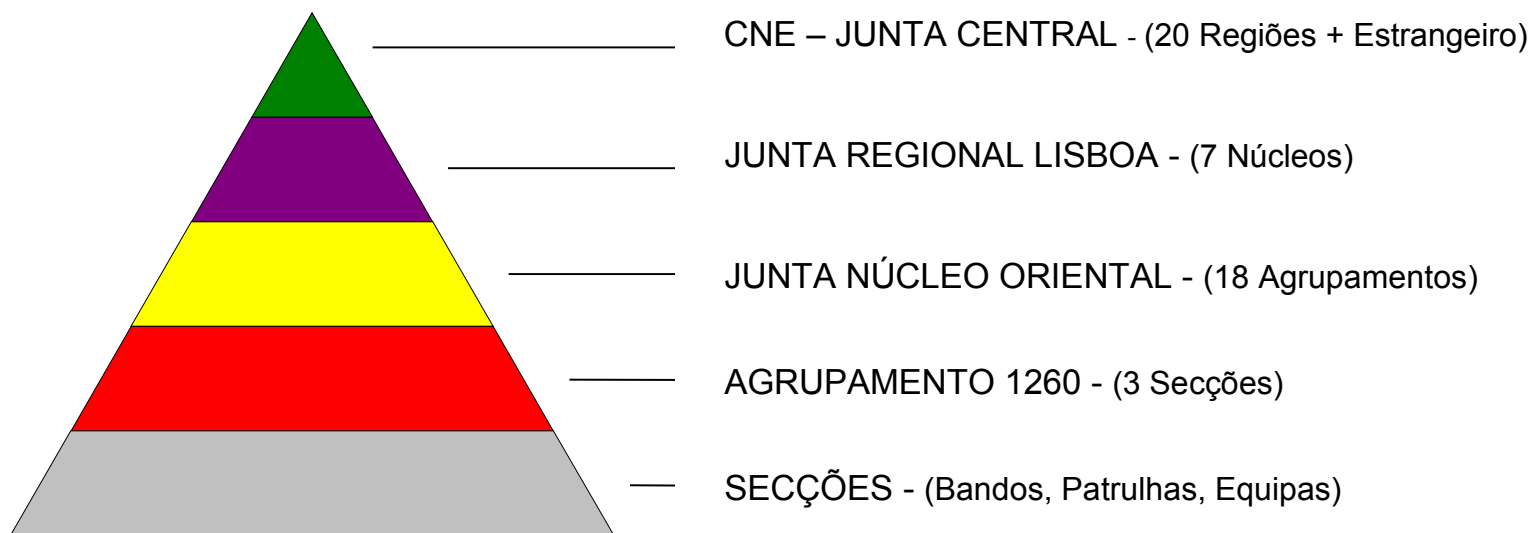 CNE – JUNTA CENTRAL - (20 Regiões + Estrangeiro)
JUNTA REGIONAL LISBOA - (7 Núcleos)
JUNTA NÚCLEO ORIENTAL - (18 Agrupamentos)
AGRUPAMENTO 1260 - (3 Secções)
SECÇÕES - (Bandos, Patrulhas, Equipas)